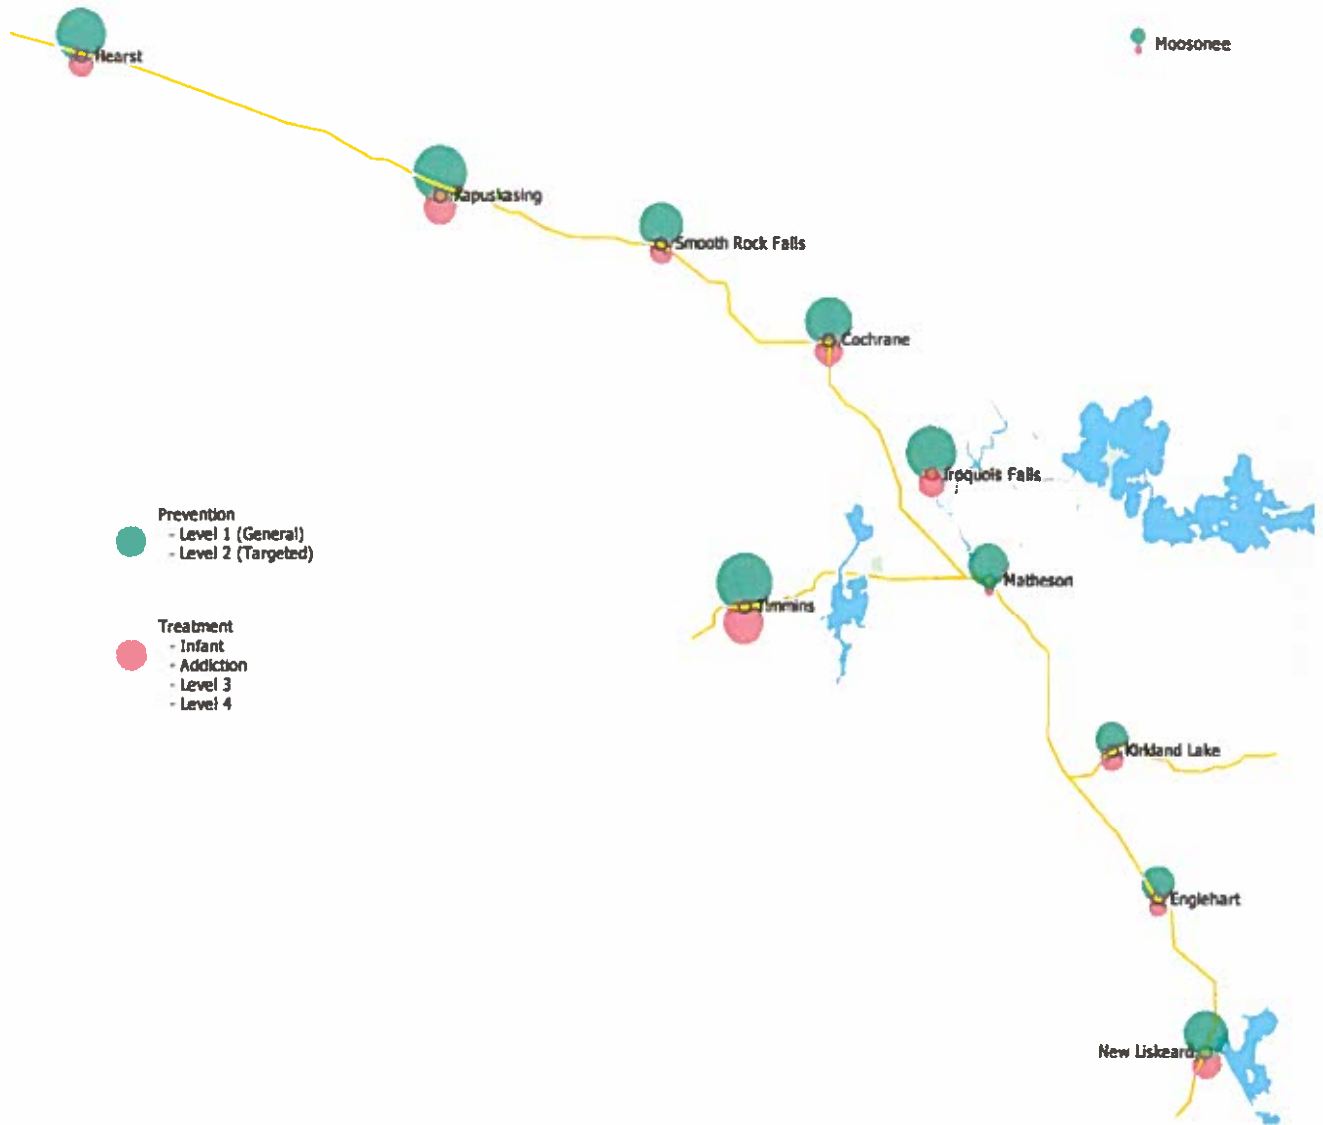 Hearst
Moosonee
Kapuskasing
Smooth Rock Falls
Cochrane
Iroquois Falls
Prevention
- Level 1 (General)
- Level 2 (Targeted)
Matheson
Timmins
Treatment
- Infant
- Addiction
- Level 3
- Level 4
Kirkland Lake
Englehart
New Liskeard